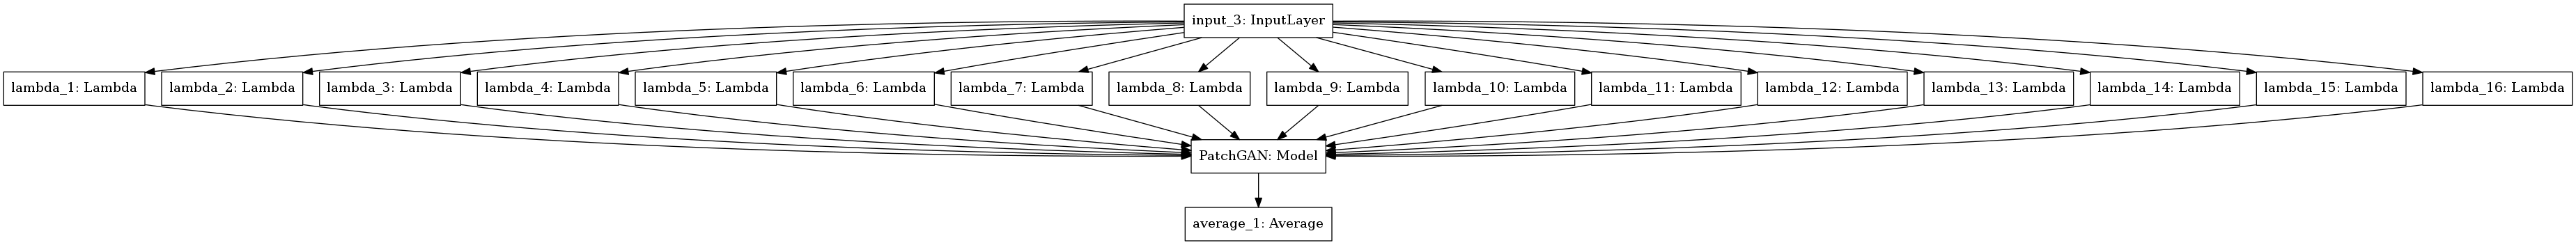 input_3: InputLayer
lambda_1: Lambda
lambda_2: Lambda
lambda_3: Lambda
lambda_4: Lambda
lambda_5: Lambda
lambda_6: Lambda
lambda_7: Lambda
lambda_8: Lambda
lambda_9: Lambda
lambda_10: Lambda
lambda_11: Lambda
lambda_12: Lambda
lambda_13: Lambda
lambda_14: Lambda
lambda_15: Lambda
lambda_16: Lambda
PatchGAN: Model
average_1: Average